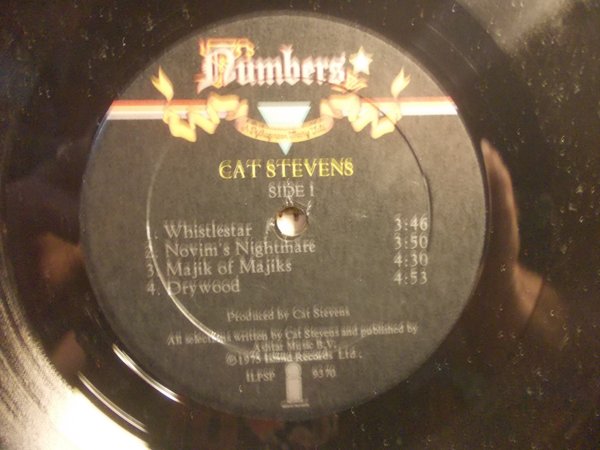 Numbers
A Pythagorean Theory Tale
CAT STEVENS
SIDE 1
1. Whistlestar 3:46
2. Novim's Nightmare 3:50
3. Majik of Majiks 4:30
4. Drywood 4:53
Produced by Cat Stevens
All selections written by Cat Stevens and published by
Ashtar Music B.V.
©1975 Island Records Ltd.
ILPSP 9370